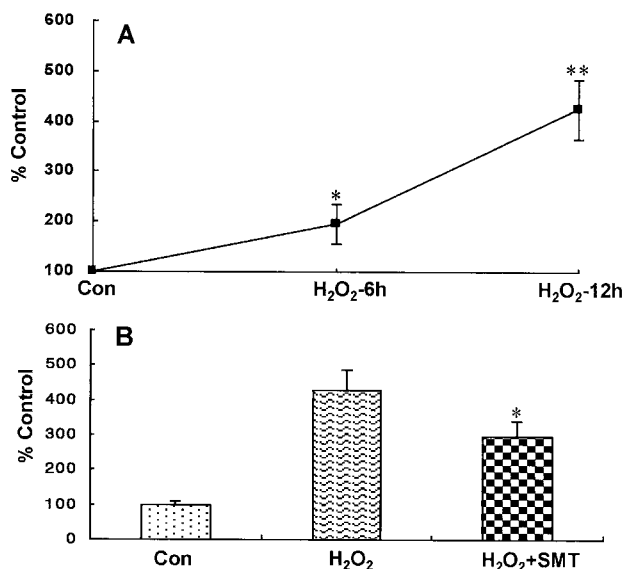 A
600
500
400
300
200
100
% Control
*
**
Con
H₂O₂-6h
H₂O₂-12h
B
600
500
400
300
200
100
0
% Control
*
Con
H₂O₂
H₂O₂+SMT